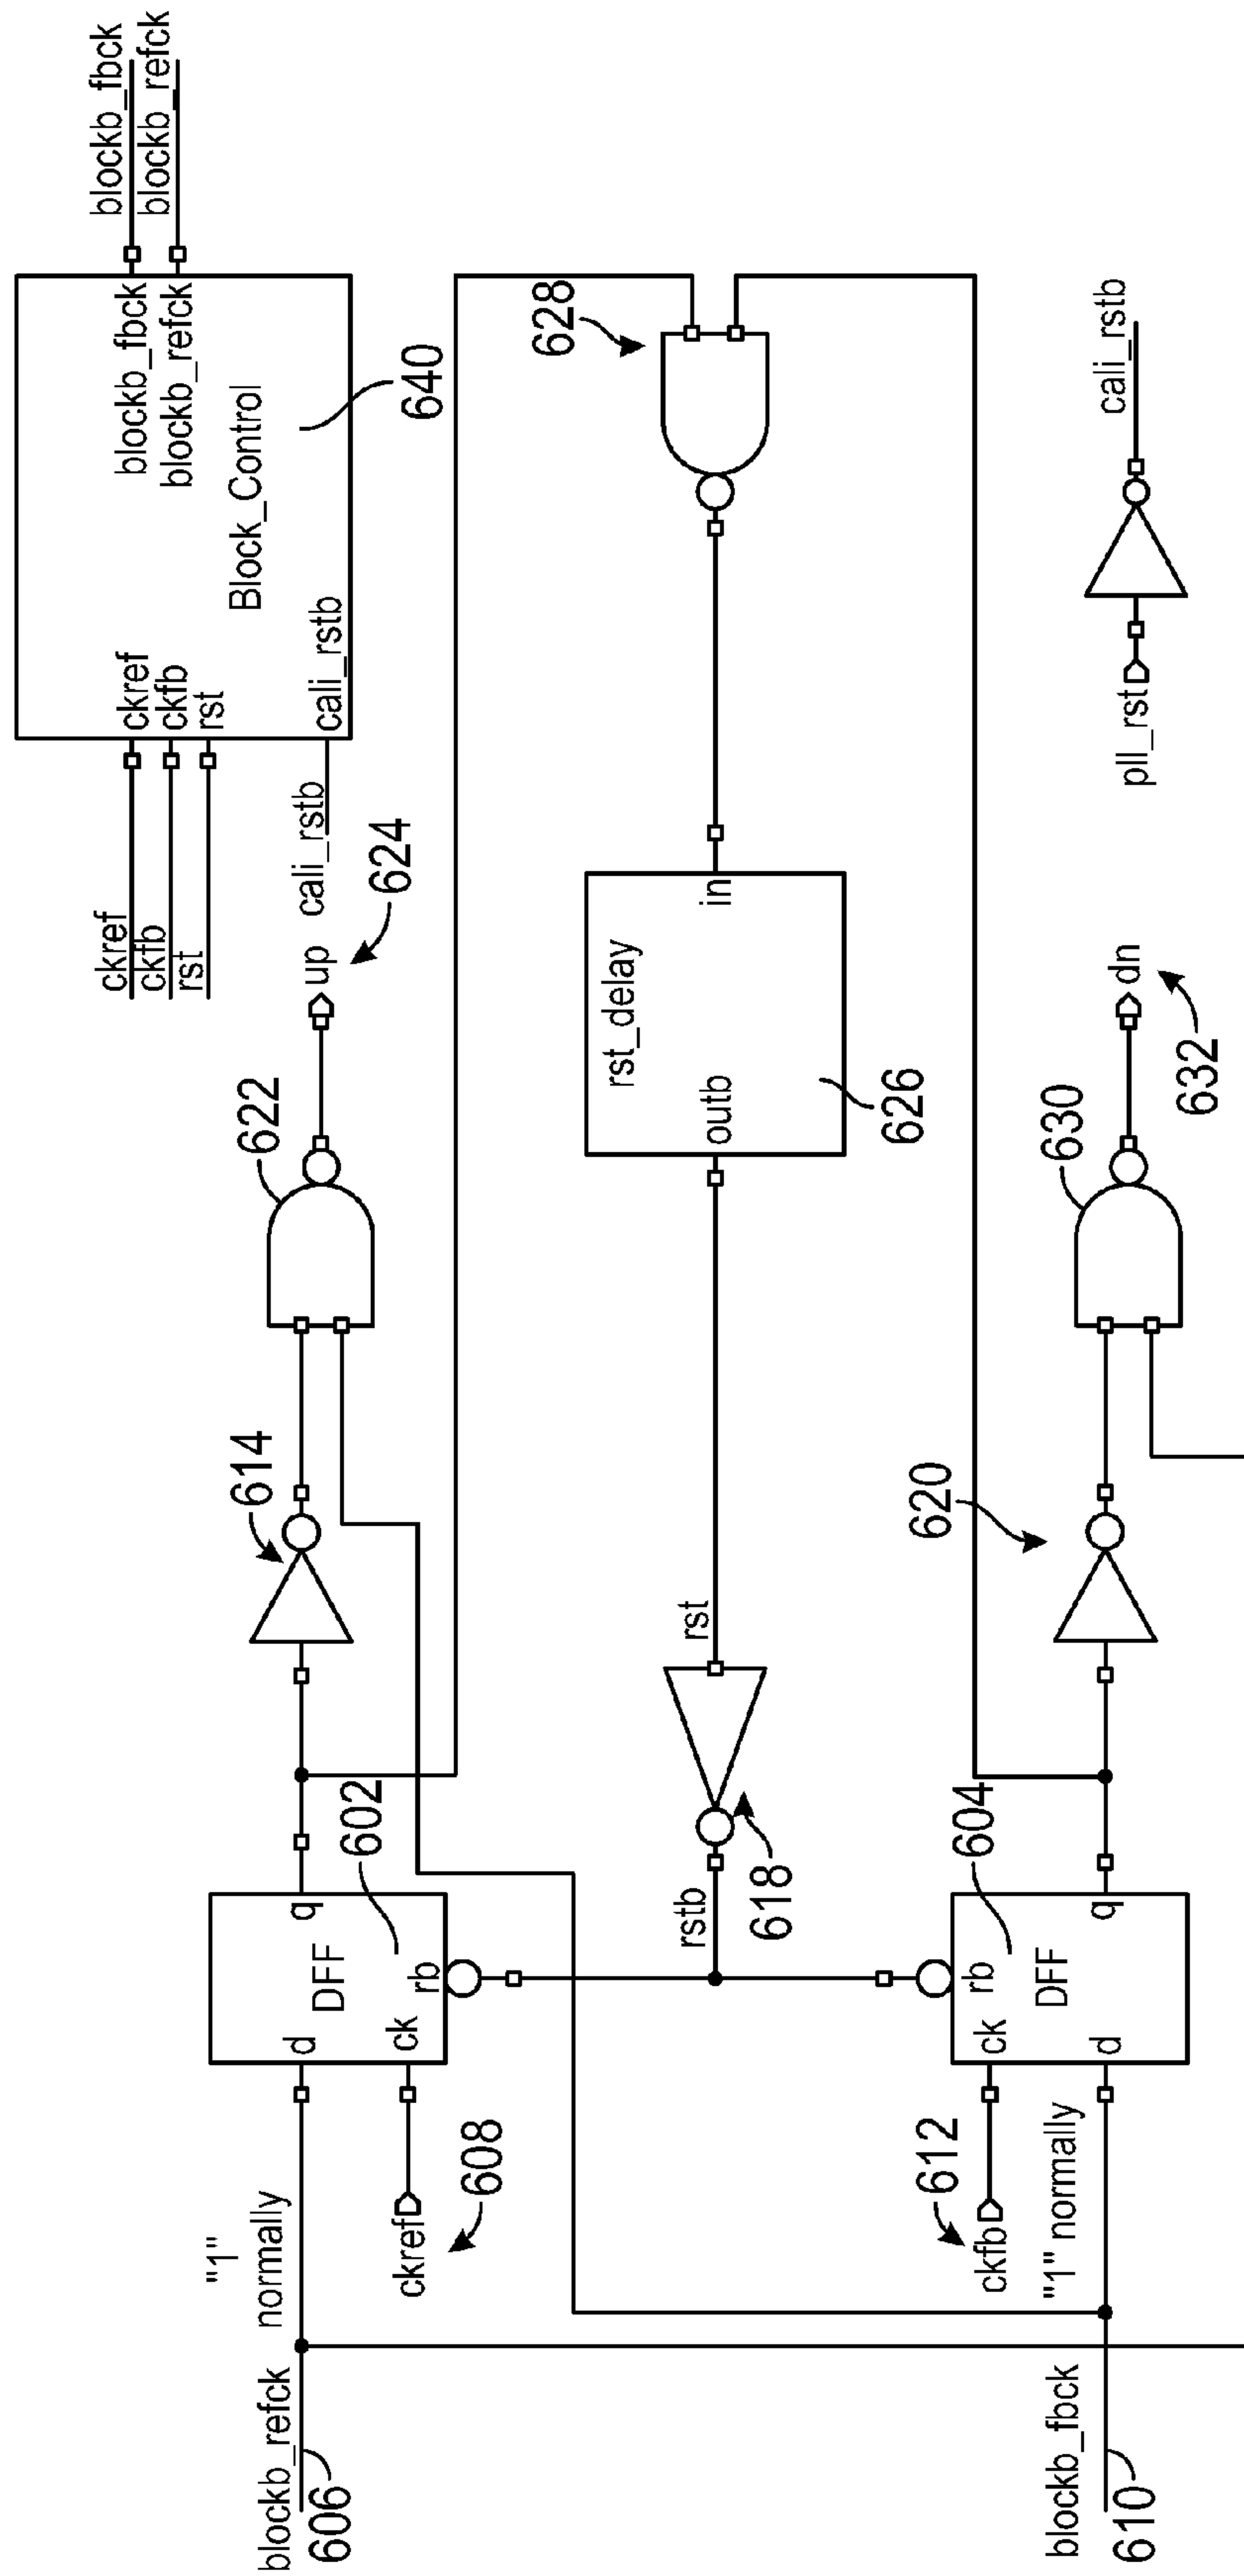 blockb_refck
606
"1"
normally
ckref
608
d
DFF
ck
rb
q
602
614
622
up
624
ckref
ckfb
rst
cali_rstb
ckref
ckfb
rst
cali_rstb
Block_Control
blockb_fbck
blockb_refck
640
blockb_fbck
blockb_refck
rstb
618
rst
outb
rst_delay
in
626
628
blockb_fbck
610
"1" normally
ckfb
612
ck
rb
DFF
d
q
604
620
630
dn
632
pll_rst
cali_rstb